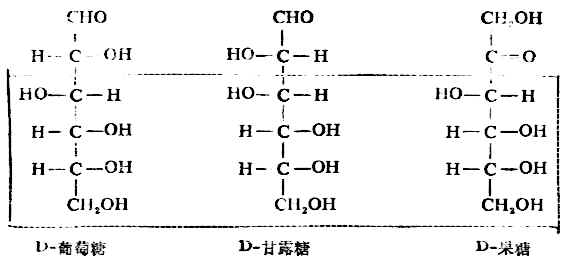 CHO CHO CH₂OH
H—C—OH HO—C—H C=O
HO—C—H HO—C—H HO—C—H
H—C—OH H—C—OH H—C—OH
H—C—OH H—C—OH H—C—OH
CH₂OH CH₂OH CH₂OH
D-葡萄糖 D-甘露糖 D-果糖